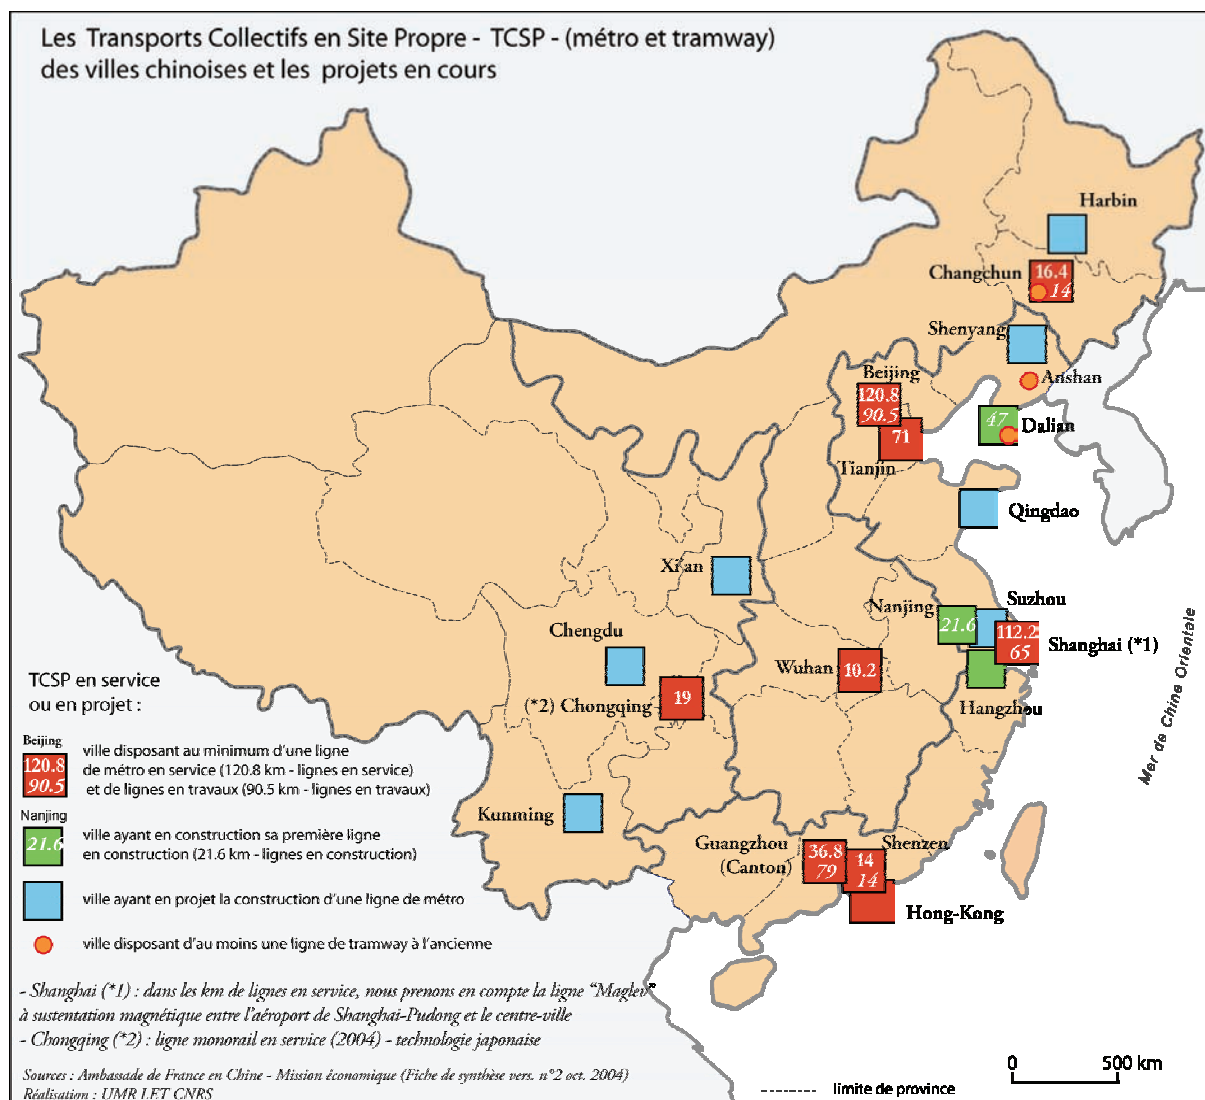 Les Transports Collectifs en Site Propre - TCSP - (métro et tramway)
des villes chinoises et les projets en cours
Harbin
Changchun
16.4
14
Shenyang
Anshan
Beijing
120.8
90.5
71
Tianjin
47
Dalian
Qingdao
Xi'an
Nanjing
21.6
Suzhou
112.2
65
Shanghai (*1)
Hangzhou
Chengdu
Wuhan
10.2
(*2) Chongqing
19
Kunming
Guangzhou
(Canton)
36.8
79
Shenzen
14
14
Hong-Kong
Mer de Chine Orientale
TCSP en service
ou en projet :
Beijing
120.8
90.5
ville disposant au minimum d'une ligne
de métro en service (120.8 km - lignes en service)
et de lignes en travaux (90.5 km - lignes en travaux)
Nanjing
21.6
ville ayant en construction sa première ligne
en construction (21.6 km - lignes en construction)
ville ayant en projet la construction d'une ligne de métro
ville disposant d'au moins une ligne de tramway à l'ancienne
- Shanghai (*1) : dans les km de lignes en service, nous prenons en compte la ligne "Maglev"
à sustentation magnétique entre l'aéroport de Shanghai-Pudong et le centre-ville
- Chongqing (*2) : ligne monorail en service (2004) - technologie japonaise
Sources : Ambassade de France en Chine - Mission économique (Fiche de synthèse vers. n°2 oct. 2004)
Réalisation : UMR LET CNRS
limite de province
0
500 km